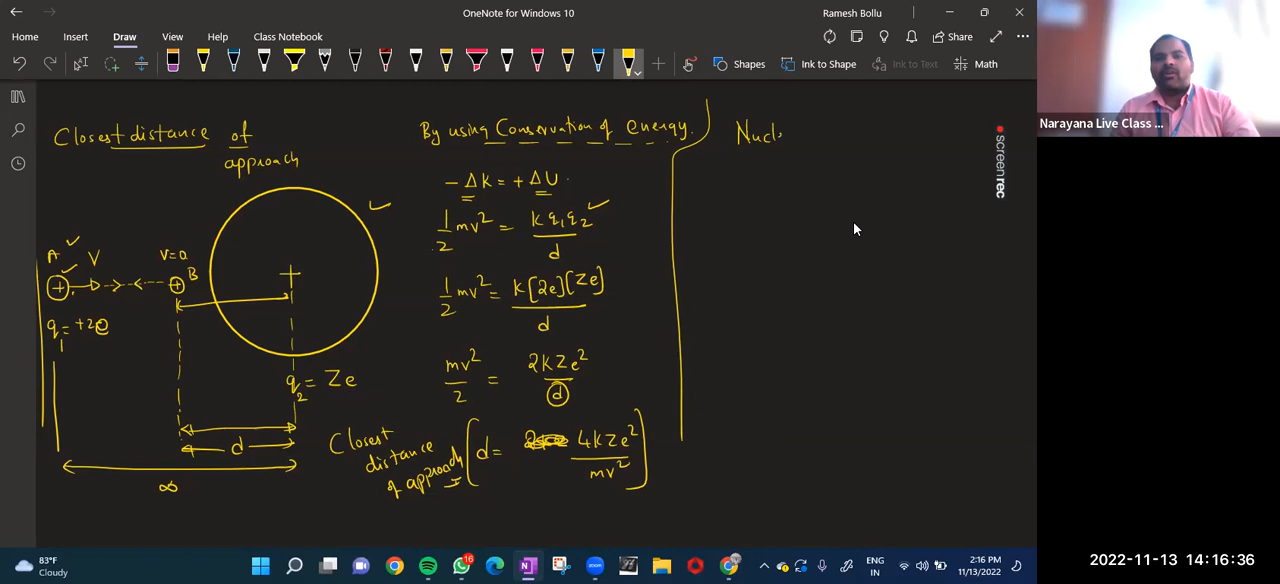 OneNote for Windows 10
Ramesh Bollu
Home Insert Draw View Help Class Notebook
Share
Shapes Ink to Shape Ink to Text Math
Closest distance of
approach
By using Conservation of energy.
Nucl
- ΔK = + ΔU
1/2 mv² = K q₁q₂ / d
1/2 mv² = K[2e][Ze] / d
mv²/2 = 2KZe² / d
A V V=0 B
q₁ = +2e
q₂ = Ze
d
∞
Closest
distance
of approach
d = 4KZe² / mv²
Narayana Live Class ...
screenrec
83°F
Cloudy
16
ENG
IN
2:16 PM
11/13/2022
2022-11-13 14:16:36